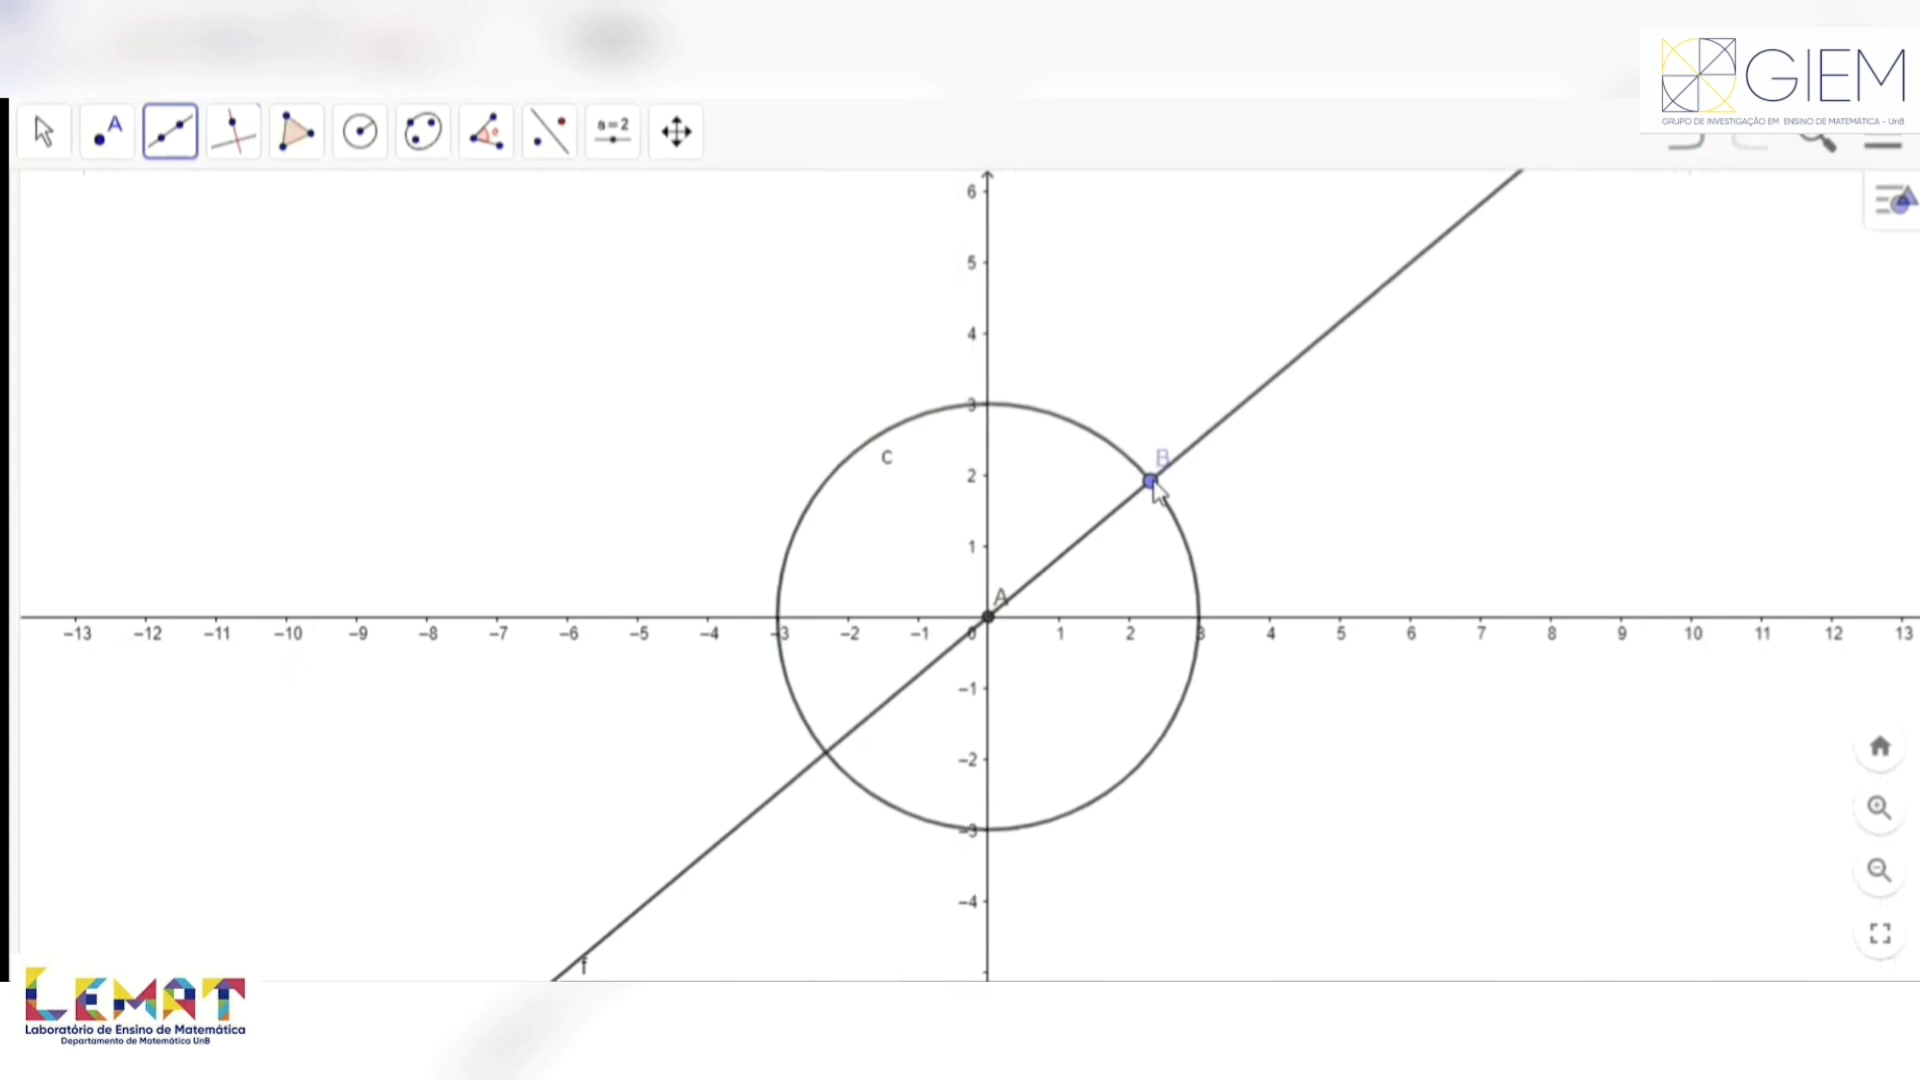 GIEM
GRUPO DE INVESTIGAÇÃO EM ENSINO DE MATEMÁTICA - UnB
A
a=2
6
5
4
3
C
B
2
1
A
-13 -12 -11 -10 -9 -8 -7 -6 -5 -4 -3 -2 -1 0 1 2 3 4 5 6 7 8 9 10 11 12 13
-1
-2
-3
-4
f
LEMAT
Laboratório de Ensino de Matemática
Departamento de Matemática UnB